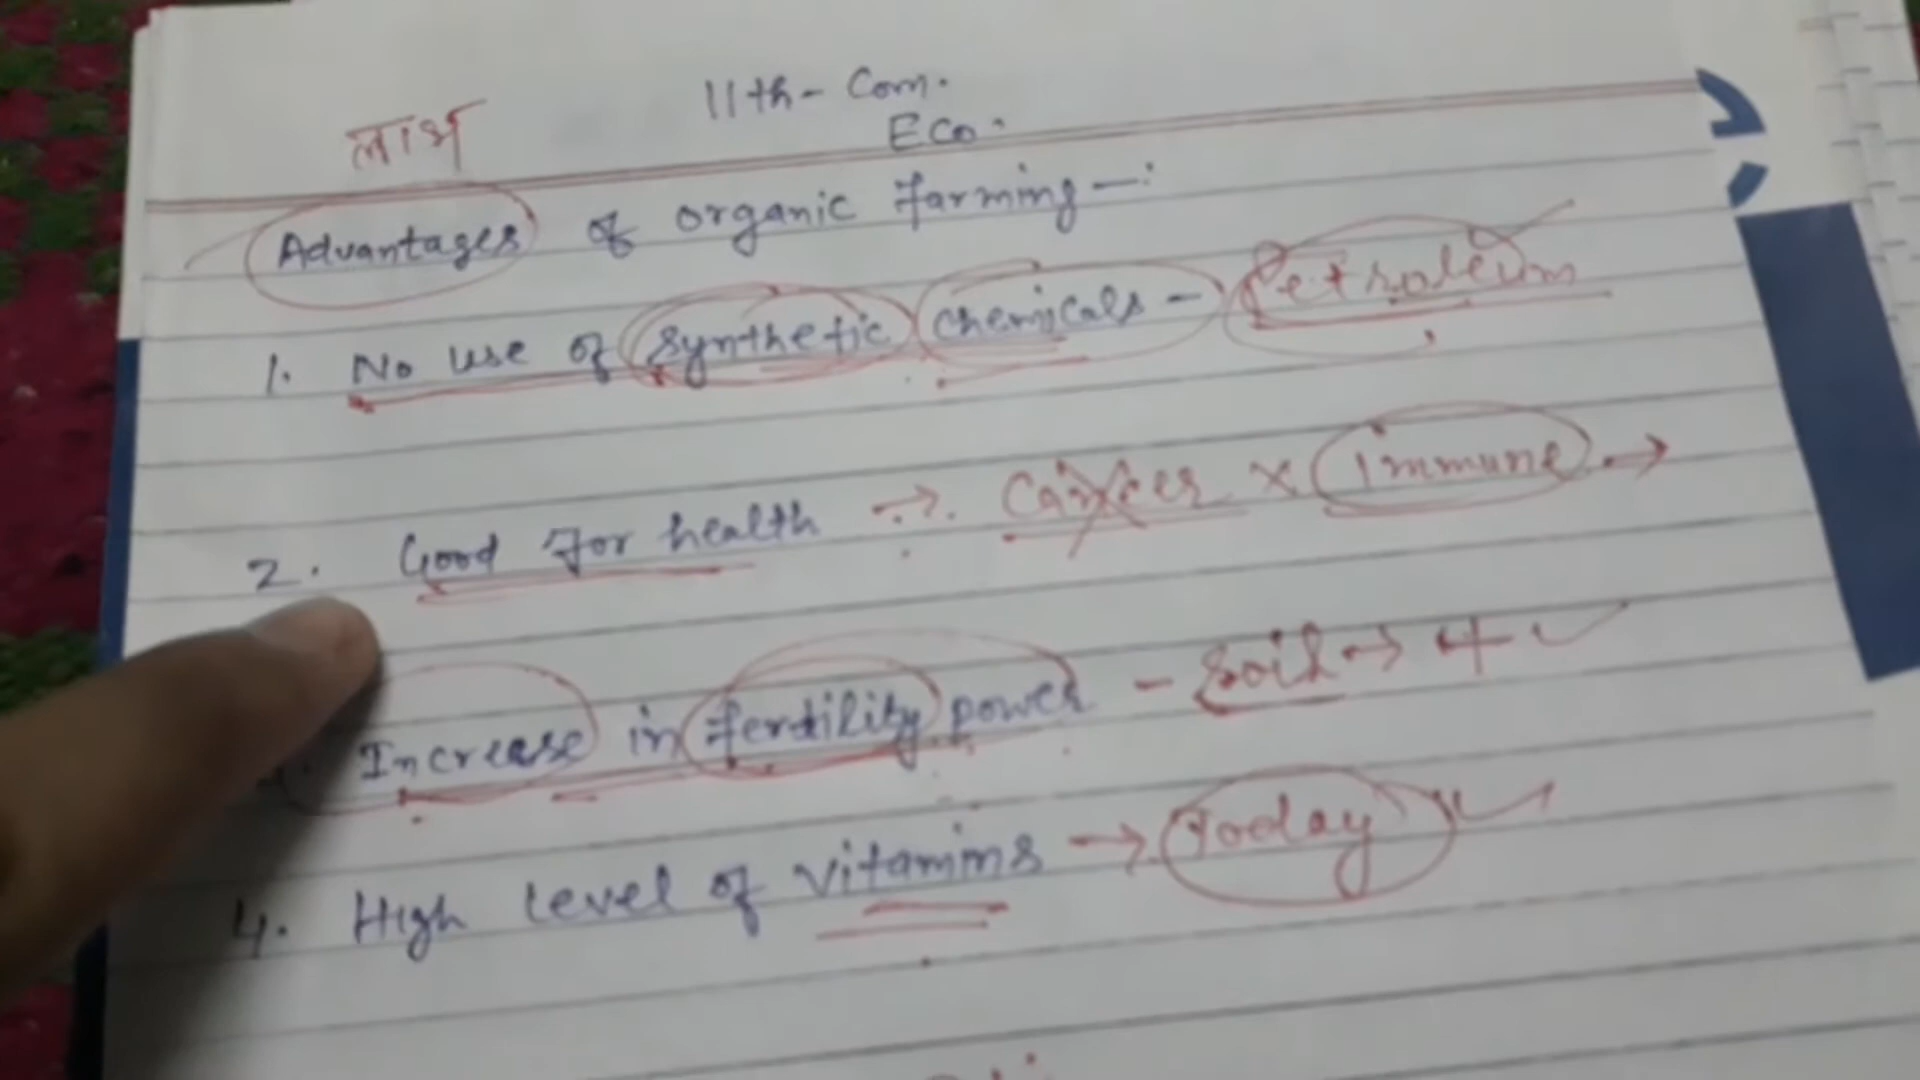 11th - Com.
लाभ
Eco.
Advantages of organic farming -:
1. No use of synthetic chemicals - Petroleum
2. Good for health -> Cancer × immune ->
Increase in fertility power - Soil -> +
4. High level of vitamins -> Today